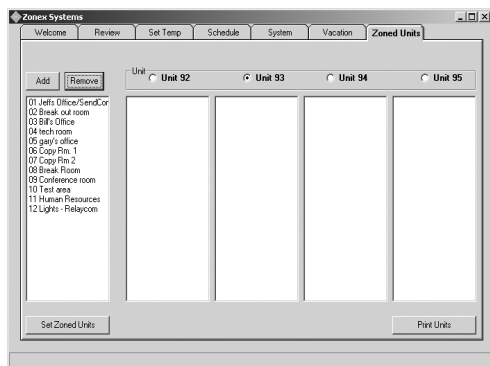 Zonex Systems
Welcome Review Set Temp Schedule System Vacation Zoned Units
Add Remove
Unit
Unit 92 Unit 93 Unit 94 Unit 95
01 Jeffs Office/SendCor
02 Break out room
03 Bill's Office
04 tech room
05 gary's office
06 Copy Rm. 1
07 Copy Rm 2
08 Break Room
09 Conference room
10 Test area
11 Human Resources
12 Lights - Relaycom
Set Zoned Units Print Units